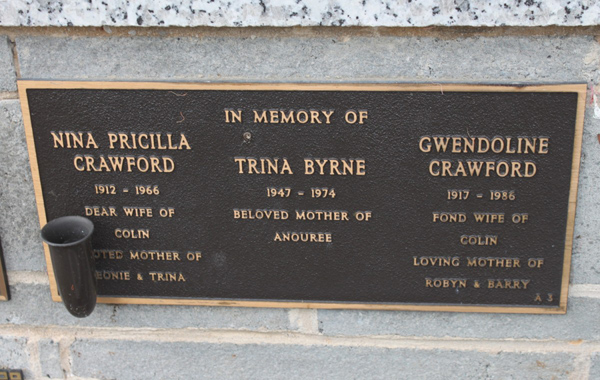 IN MEMORY OF
NINA PRICILLA
CRAWFORD
1912 - 1966
DEAR WIFE OF
COLIN
MOTHER OF
& TRINA
TRINA BYRNE
1947 - 1974
BELOVED MOTHER OF
ANOUREE
GWENDOLINE
CRAWFORD
1917 - 1986
FOND WIFE OF
COLIN
LOVING MOTHER OF
ROBYN & BARRY
A 3